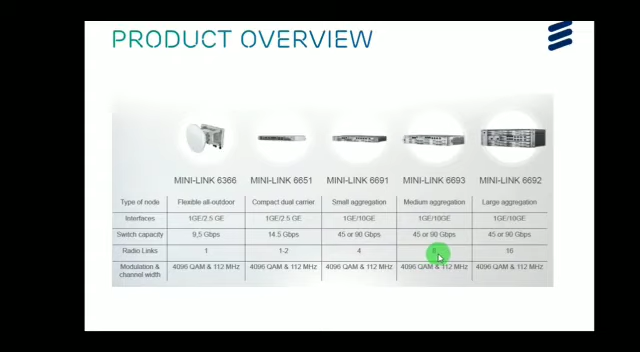 PRODUCT OVERVIEW
MINI-LINK 6366 MINI-LINK 6651 MINI-LINK 6691 MINI-LINK 6693 MINI-LINK 6692
Type of node Flexible all-outdoor Compact dual carrier Small aggregation Medium aggregation Large aggregation
Interfaces 1GE/2.5 GE 1GE/2.5 GE 1GE/10GE 1GE/10GE 1GE/10GE
Switch capacity 9,5 Gbps 14.5 Gbps 45 or 90 Gbps 45 or 90 Gbps 45 or 90 Gbps
Radio Links 1 1-2 4 16
Modulation & channel width 4096 QAM & 112 MHz 4096 QAM & 112 MHz 4096 QAM & 112 MHz 4096 QAM & 112 MHz 4096 QAM & 112 MHz